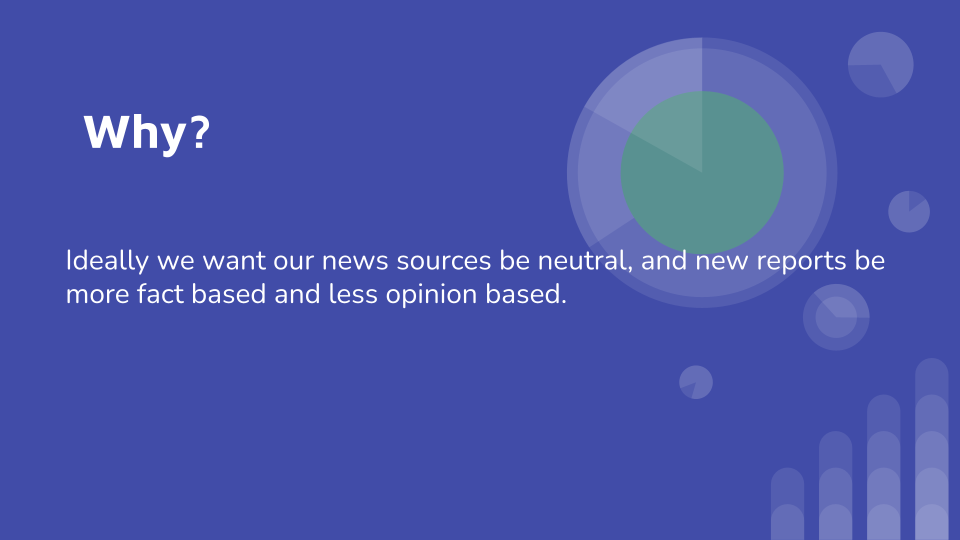 Why?
Ideally we want our news sources be neutral, and new reports be
more fact based and less opinion based.